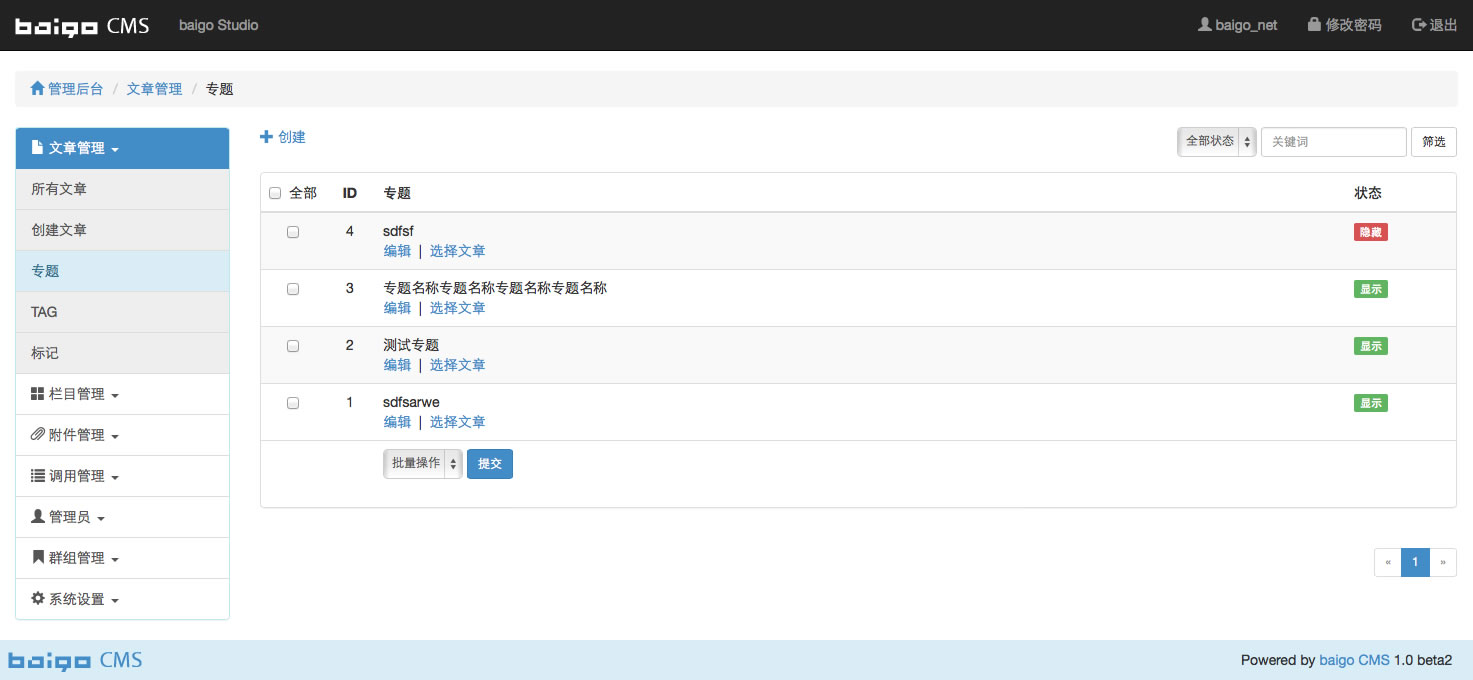 baigo CMS baigo Studio baigo_net 修改密码 退出
管理后台 / 文章管理 / 专题
文章管理
所有文章
创建文章
专题
TAG
标记
栏目管理
附件管理
调用管理
管理员
群组管理
系统设置
创建
全部状态 关键词 筛选
全部 ID 专题 状态
4 sdfsf 隐藏
编辑 | 选择文章
3 专题名称专题名称专题名称专题名称 显示
编辑 | 选择文章
2 测试专题 显示
编辑 | 选择文章
1 sdfsarwe 显示
编辑 | 选择文章
批量操作 提交
« 1 »
baigo CMS Powered by baigo CMS 1.0 beta2